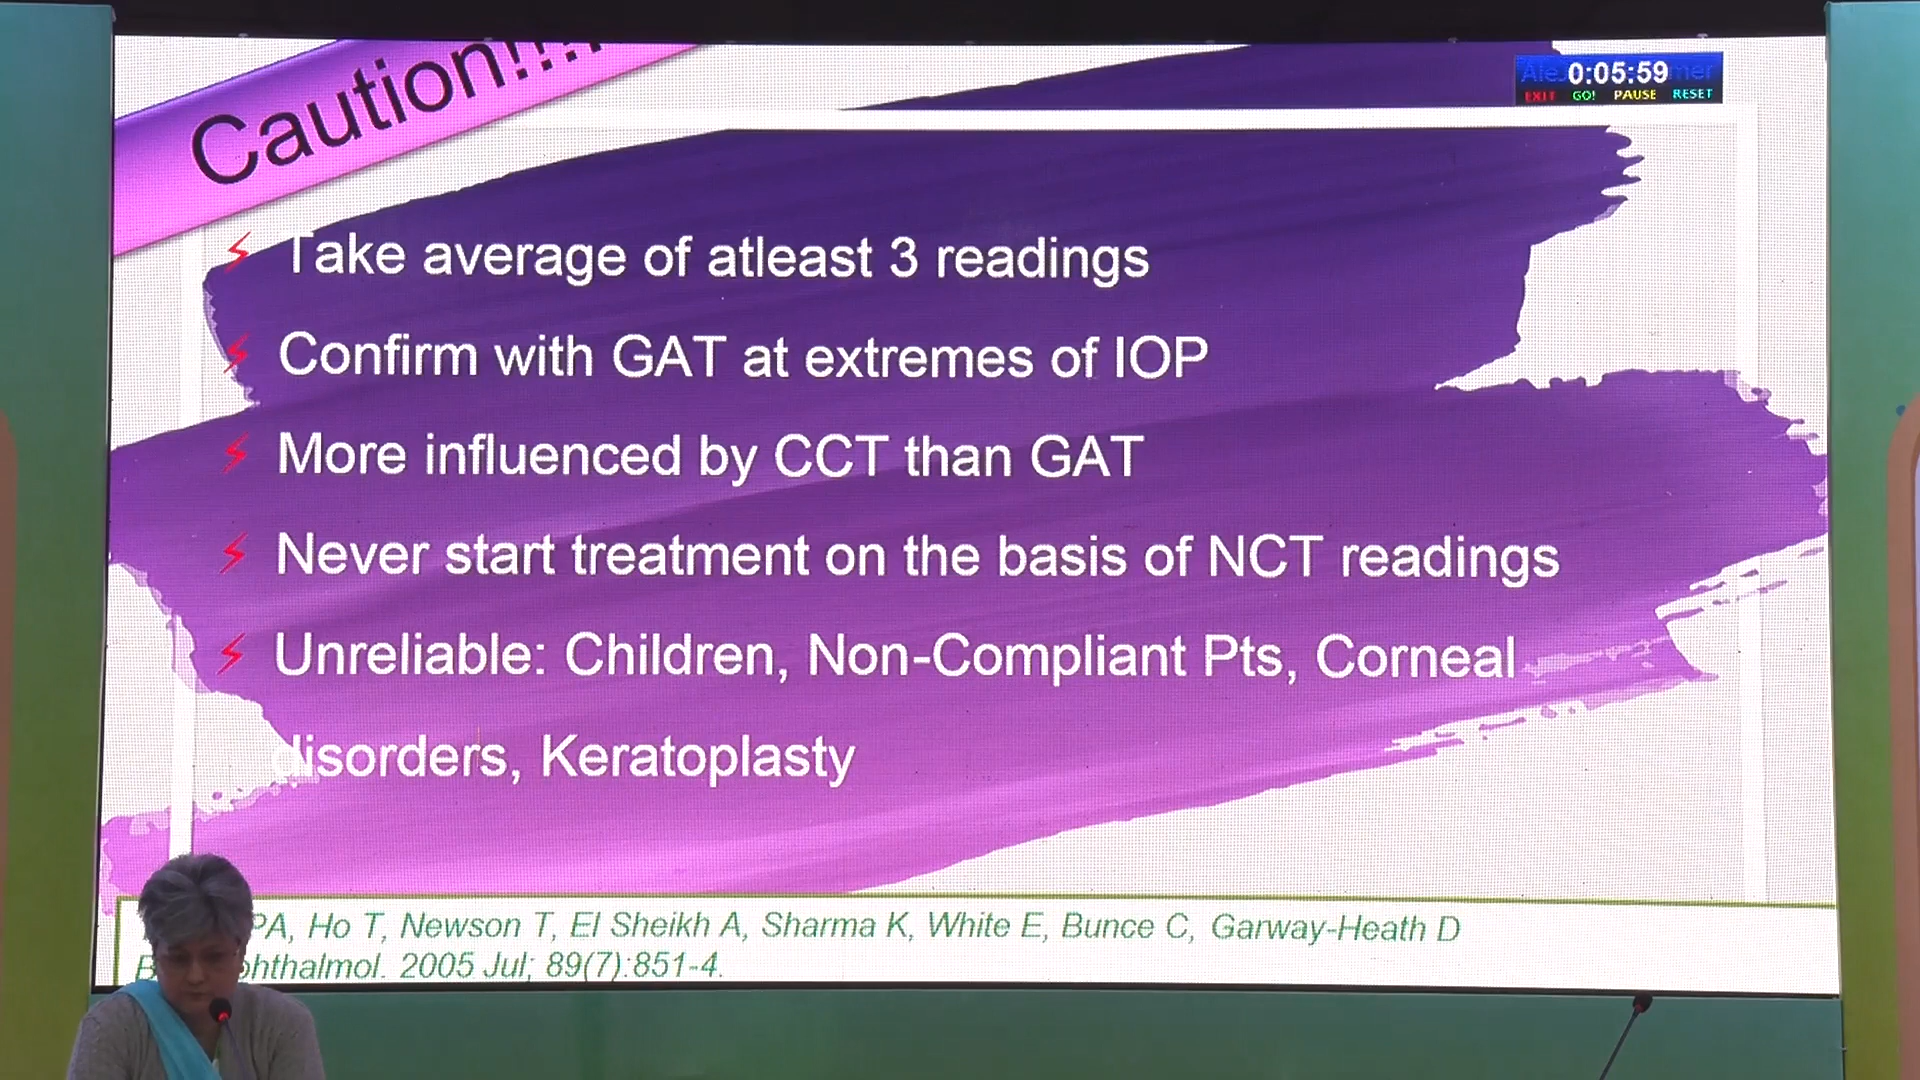 Caution!!!!
0:05:59
EXIT GO! PAUSE RESET
Take average of atleast 3 readings
Confirm with GAT at extremes of IOP
More influenced by CCT than GAT
Never start treatment on the basis of NCT readings
Unreliable: Children, Non-Compliant Pts, Corneal
disorders, Keratoplasty
PA, Ho T, Newson T, El Sheikh A, Sharma K, White E, Bunce C, Garway-Heath D
2005 Jul; 89(7):851-4.